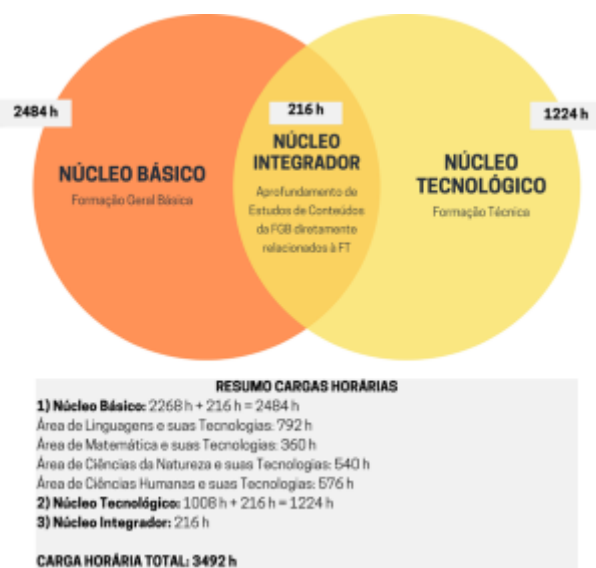 2484 h
216 h
1224 h
NÚCLEO BÁSICO
Formação Geral Básica
NÚCLEO
INTEGRADOR
Aprofundamento de
Estudos de Conteúdos
da FGB diretamente
relacionados à FT
NÚCLEO
TECNOLÓGICO
Formação Técnica
RESUMO CARGAS HORÁRIAS
1) Núcleo Básico: 2268 h + 216 h = 2484 h
Área de Linguagens e suas Tecnologias: 792 h
Área de Matemática e suas Tecnologias: 360 h
Área de Ciências da Natureza e suas Tecnologias: 540 h
Área de Ciências Humanas e suas Tecnologias: 576 h
2) Núcleo Tecnológico: 1008 h + 216 h = 1224 h
3) Núcleo Integrador: 216 h
CARGA HORÁRIA TOTAL: 3492 h